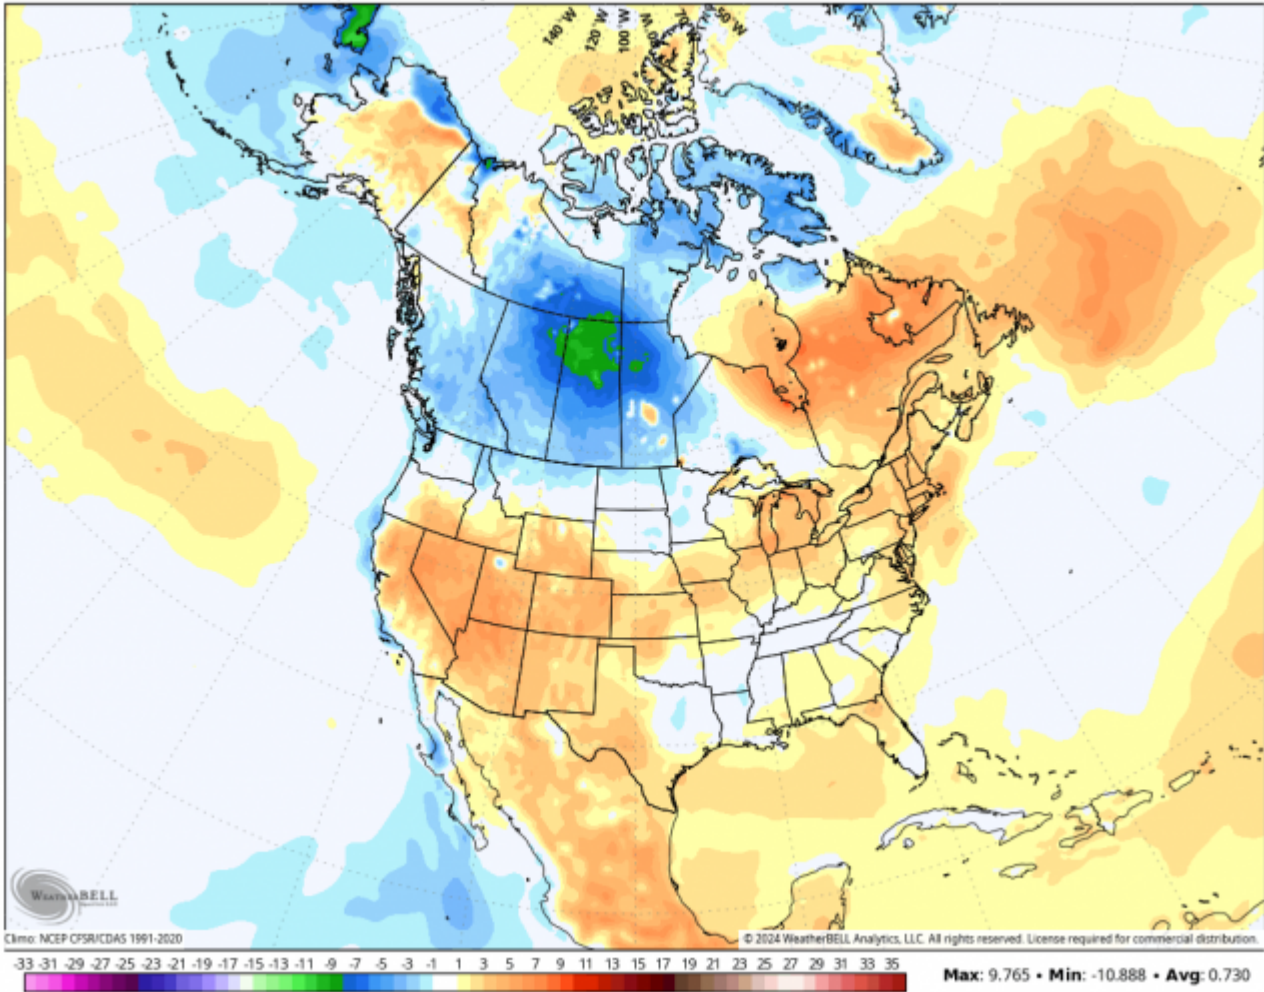 140°W 120°W 100°W
50°W
WEATHERBELL
Climo: NCEP CFSR/CDAS 1991-2020
© 2024 WeatherBELL Analytics, LLC. All rights reserved. License required for commercial distribution.
-33 -31 -29 -27 -25 -23 -21 -19 -17 -15 -13 -11 -9 -7 -5 -3 -1 1 3 5 7 9 11 13 15 17 19 21 23 25 27 29 31 33 35
Max: 9.765 • Min: -10.888 • Avg: 0.730